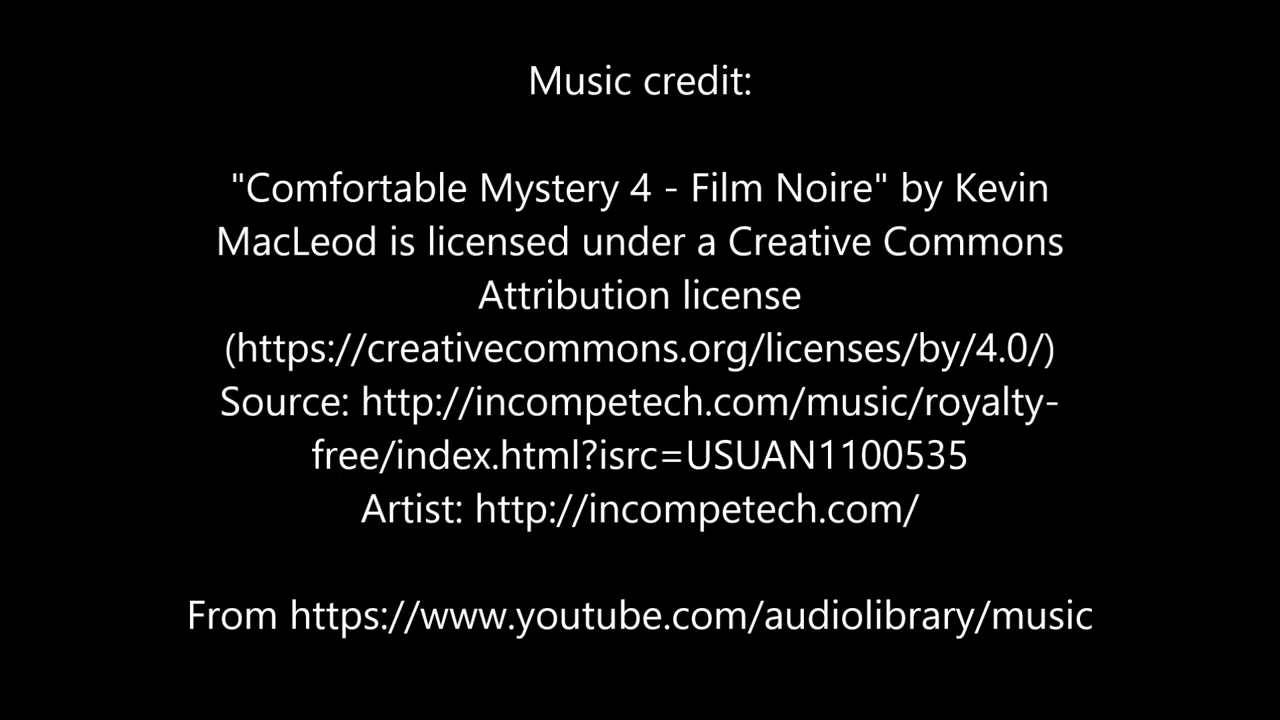 Music credit:
"Comfortable Mystery 4 - Film Noire" by Kevin
MacLeod is licensed under a Creative Commons
Attribution license
(https://creativecommons.org/licenses/by/4.0/)
Source: http://incompetech.com/music/royalty-
free/index.html?isrc=USUAN1100535
Artist: http://incompetech.com/
From https://www.youtube.com/audiolibrary/music